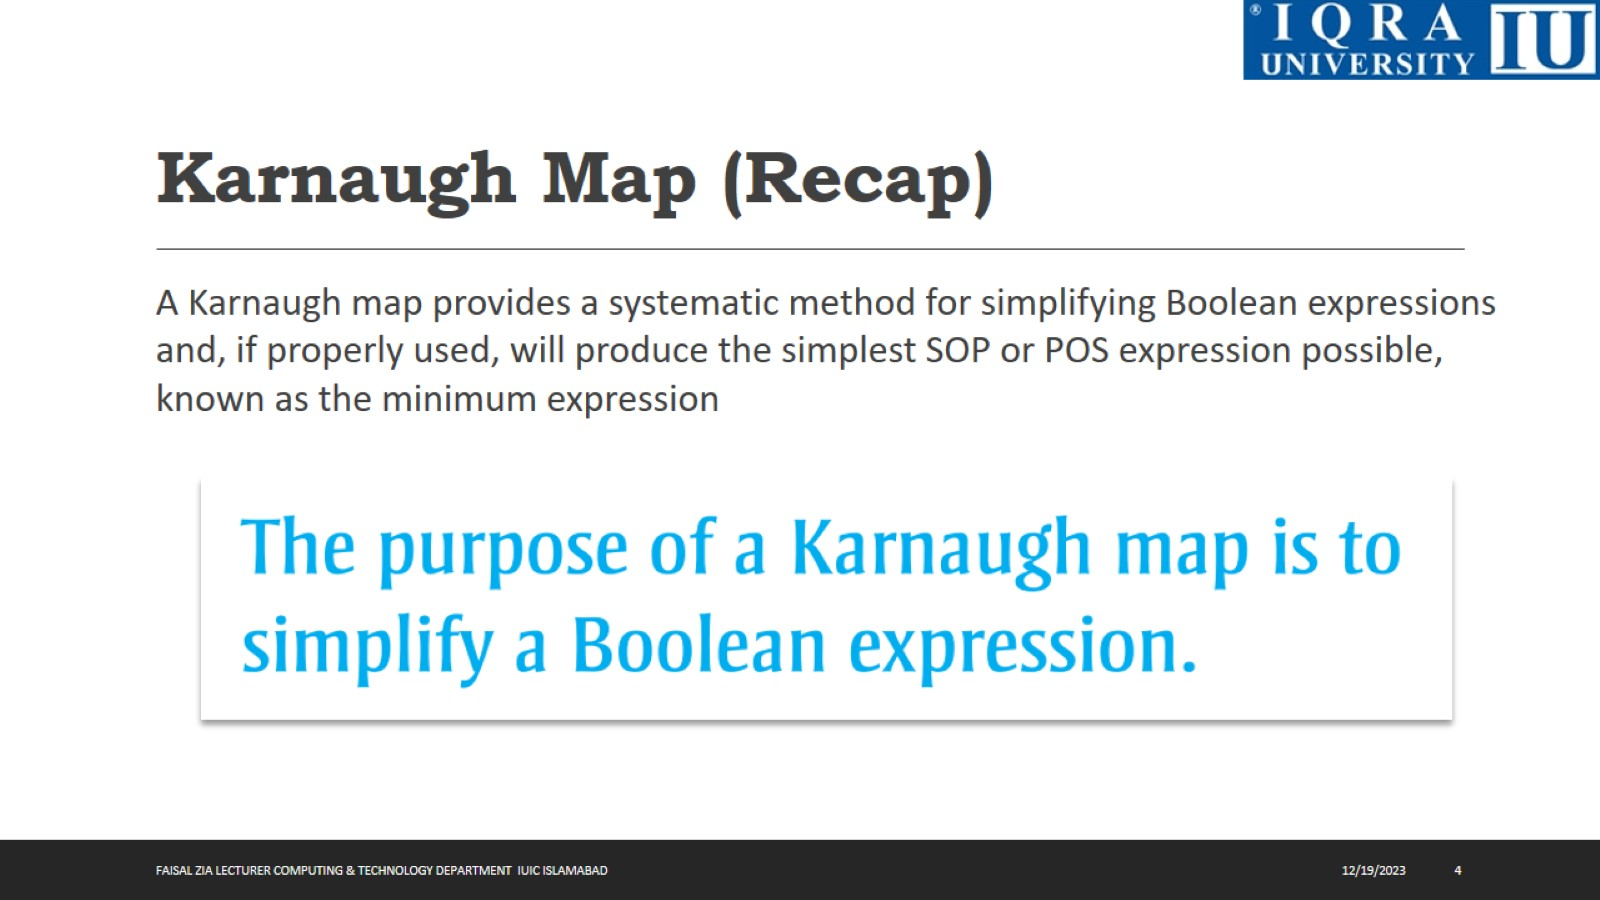 ® IQRA
UNIVERSITY IU
Karnaugh Map (Recap)
A Karnaugh map provides a systematic method for simplifying Boolean expressions
and, if properly used, will produce the simplest SOP or POS expression possible,
known as the minimum expression
The purpose of a Karnaugh map is to
simplify a Boolean expression.
FAISAL ZIA LECTURER COMPUTING & TECHNOLOGY DEPARTMENT IUIC ISLAMABAD 12/19/2023 4